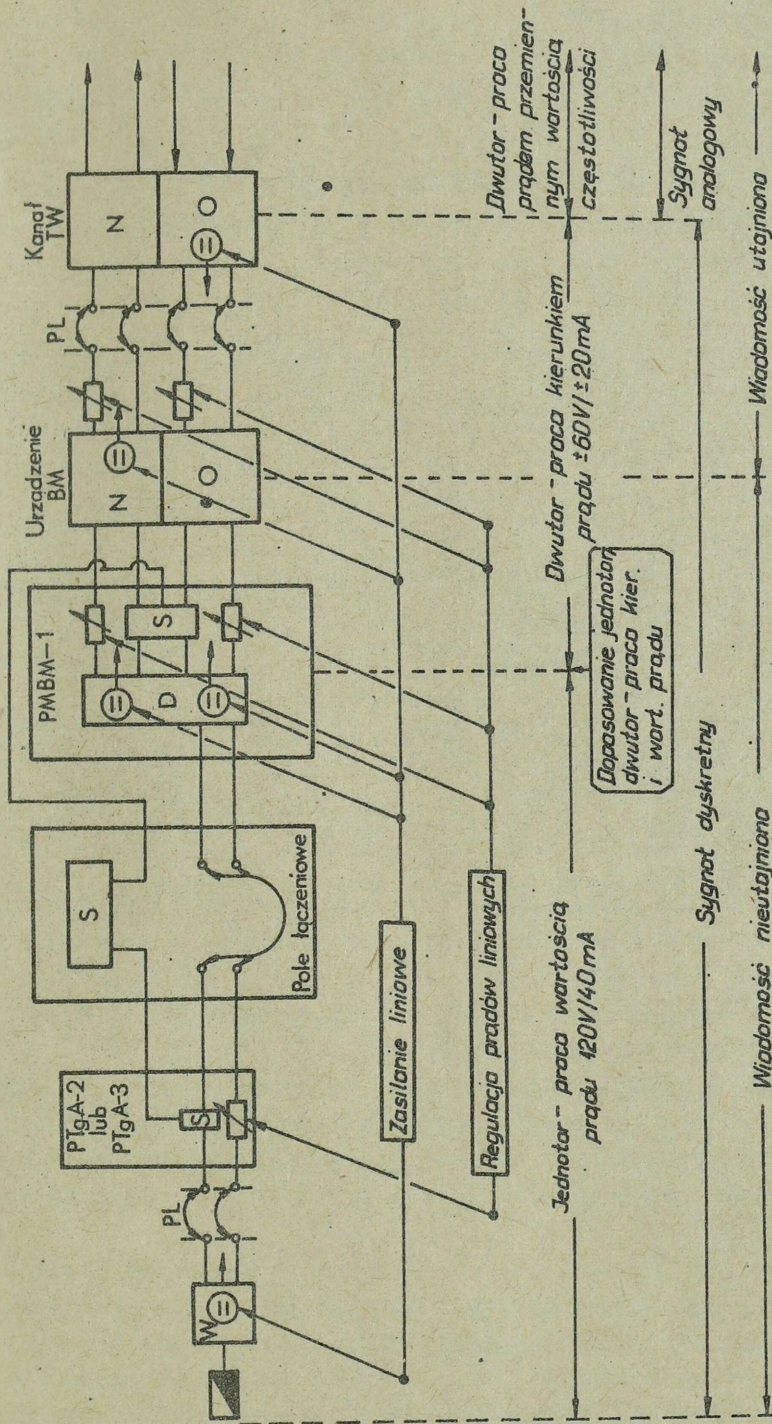 W
PL
PTgA-2
lub
PTgA-3
S
S
Pole łączeniowe
PMBM-1
D
S
Urządzenie
BM
N
O
PL
Kanał
TW
N
O
Zasilanie liniowe
Regulacja prądów liniowych
Jednotor - praca wartością
prądu 120V/40mA
Dopasowanie jednotor,
dwutor - praca kier.
i wart. prądu
Dwutor - praca kierunkiem
prądu ±60V/±20mA
Dwutor - praca
prądem przemien-
nym wartością
częstotliwości
Sygnał dyskretny
Sygnał
analogowy
Wiadomość nieutajniona
Wiadomość utajniona